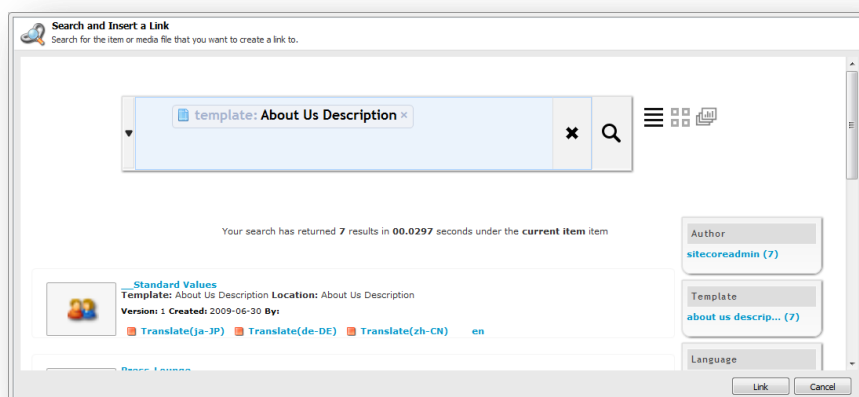 Search and Insert a Link
Search for the item or media file that you want to create a link to.
template: About Us Description ×
Your search has returned 7 results in 00.0297 seconds under the current item item
Author
sitecoreadmin (7)
__Standard Values
Template: About Us Description Location: About Us Description
Version: 1 Created: 2009-06-30 By:
Translate(ja-JP) Translate(de-DE) Translate(zh-CN) en
Template
about us descrip... (7)
Language
Link Cancel